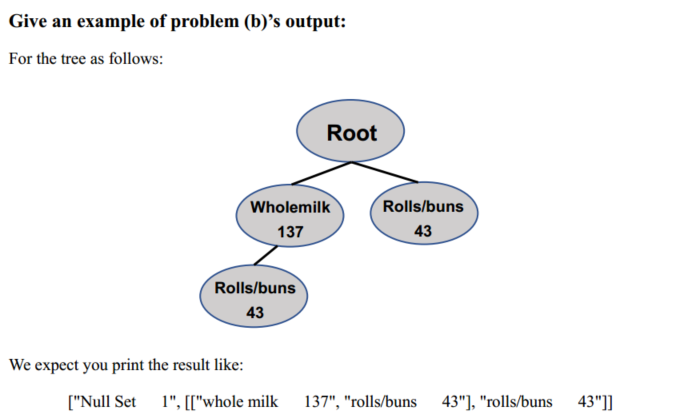 Give an example of problem (b)’s output:
For the tree as follows:
Root
Wholemilk
137
Rolls/buns
43
Rolls/buns
43
We expect you print the result like:
["Null Set 1", [["whole milk 137", "rolls/buns 43"], "rolls/buns 43"]]